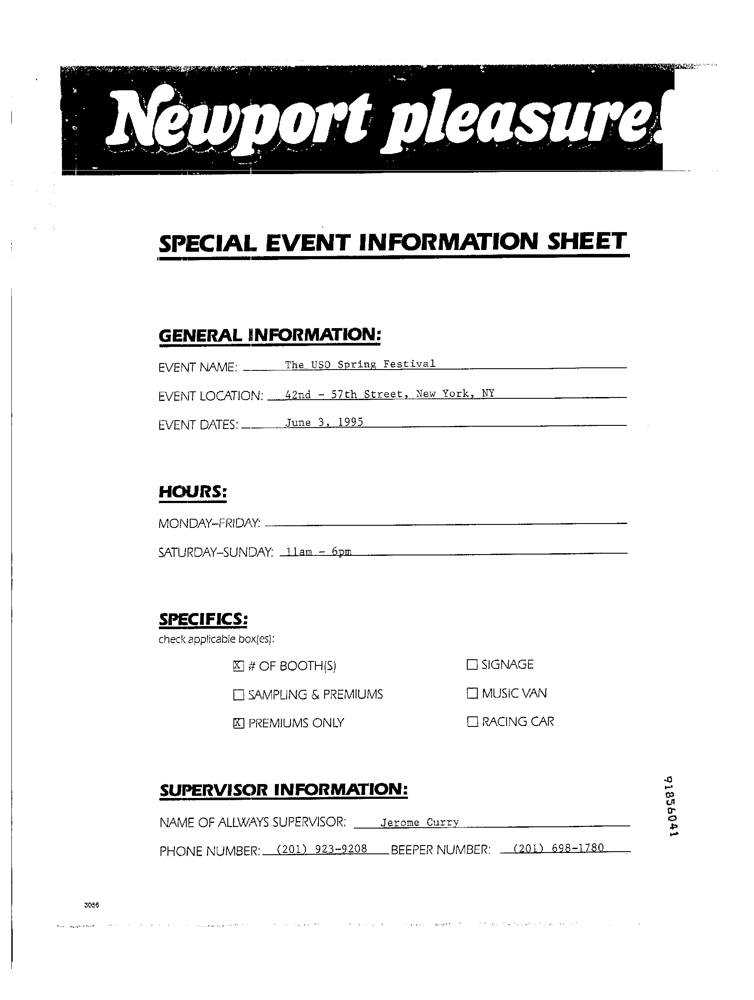 Newport pleasure!
SPECIAL EVENT INFORMATION SHEET
GENERAL INFORMATION:
EVENT NAME: The USO Spring Festival
EVENT LOCATION: 42nd - 57th Street, New York, NY
EVENT DATES: June 3, 1995
HOURS:
MONDAY–FRIDAY:
SATURDAY–SUNDAY: 11am - 6pm
SPECIFICS:
check applicable box(es):
☒ # OF BOOTH(S) ☐ SIGNAGE
☐ SAMPLING & PREMIUMS ☐ MUSIC VAN
☒ PREMIUMS ONLY ☐ RACING CAR
SUPERVISOR INFORMATION:
NAME OF ALLWAYS SUPERVISOR: Jerome Curry
PHONE NUMBER: (201) 923-9208 BEEPER NUMBER: (201) 698-1780
91856041
3066